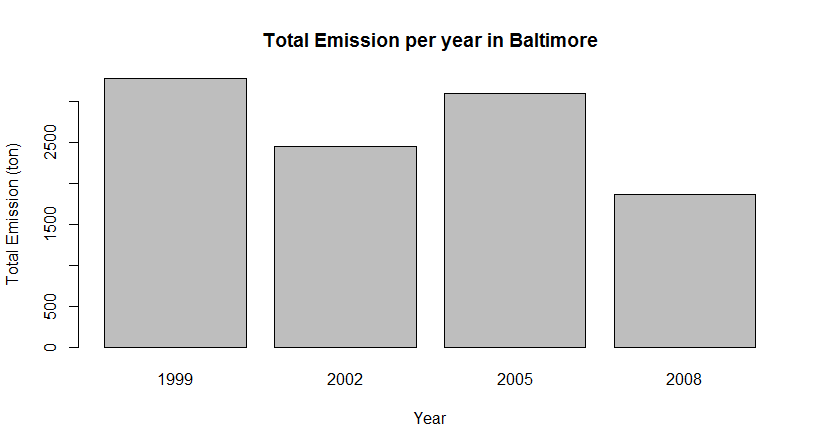 Total Emission per year in Baltimore
Total Emission (ton)
2500
1500
500
0
1999 2002 2005 2008
Year